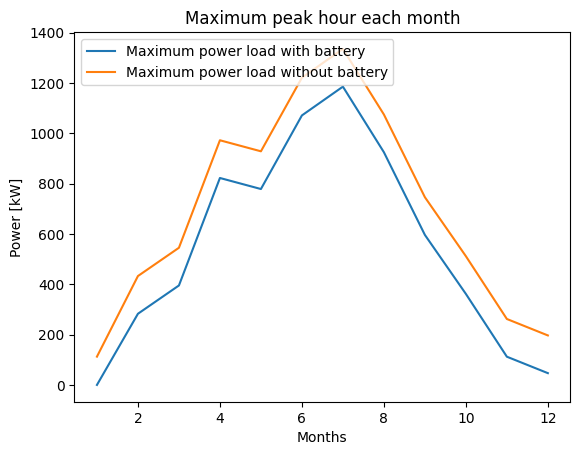 Maximum peak hour each month
Maximum power load with battery
Maximum power load without battery
1400
1200
1000
800
600
400
200
0
Power [kW]
2 4 6 8 10 12
Months